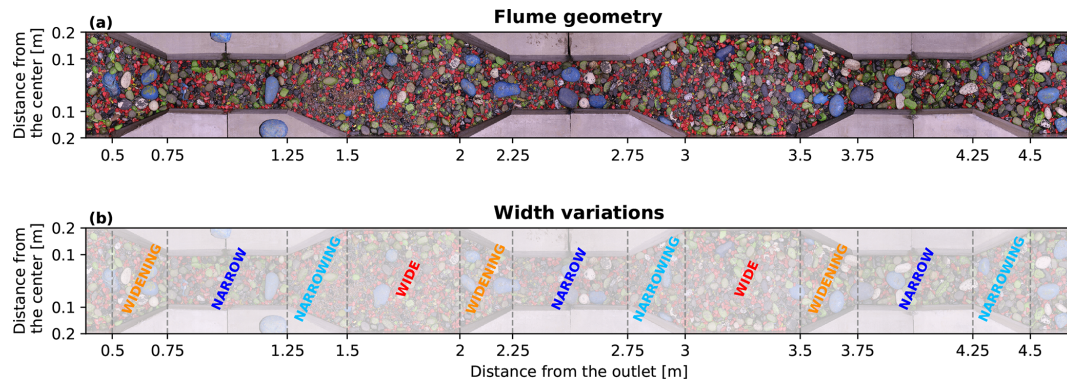 (a)
Flume geometry
Distance from
the center [m]
0.2
0.1
0.1
0.2
0.5 0.75 1.25 1.5 2 2.25 2.75 3 3.5 3.75 4.25 4.5
(b)
Width variations
Distance from
the center [m]
0.2
0.1
0.1
0.2
WIDENING
NARROW
NARROWING
WIDE
WIDENING
NARROW
NARROWING
WIDE
WIDENING
NARROW
NARROWING
0.5 0.75 1.25 1.5 2 2.25 2.75 3 3.5 3.75 4.25 4.5
Distance from the outlet [m]